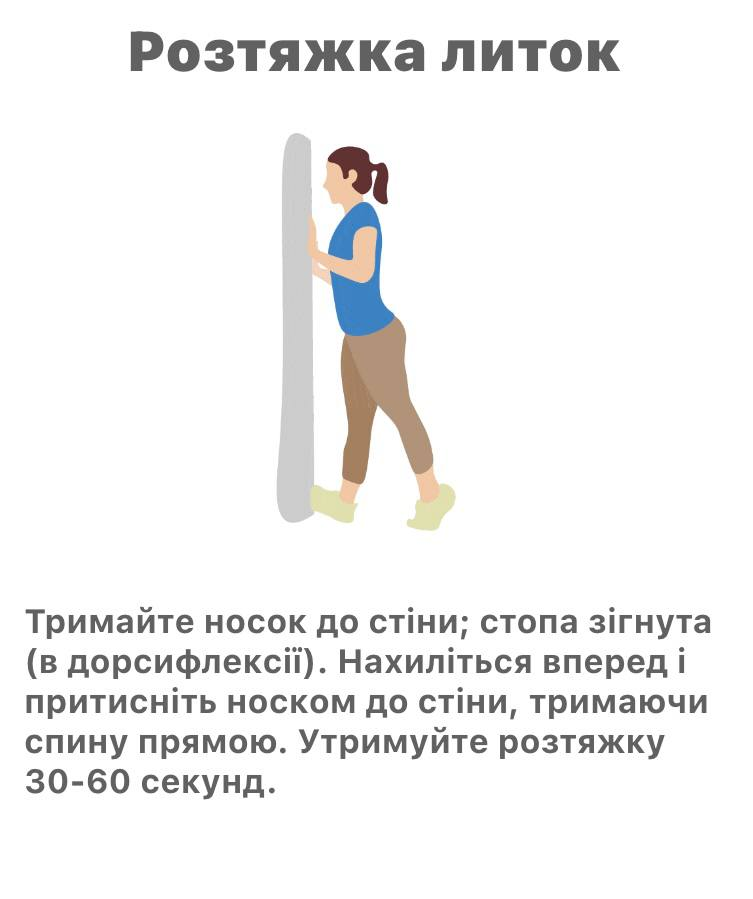 Розтяжка литок
Тримайте носок до стіни; стопа зігнута
(в дорсифлексії). Нахиліться вперед і
притисніть носком до стіни, тримаючи
спину прямою. Утримуйте розтяжку
30-60 секунд.